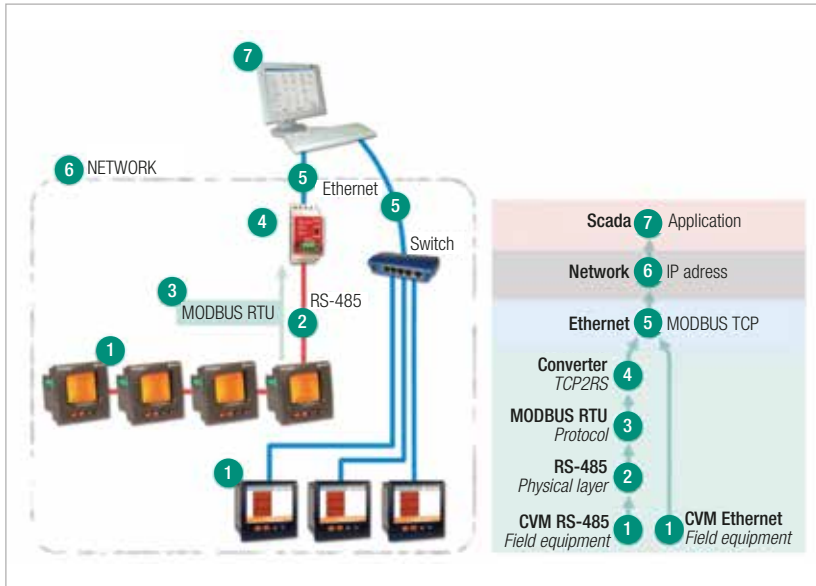 7
6 NETWORK
5
Ethernet
5
4
Switch
3
MODBUS RTU
RS-485
2
1
1
Scada 7 Application
Network 6 IP adress
Ethernet 5 MODBUS TCP
Converter
TCP2RS
4
MODBUS RTU
Protocol
3
RS-485
Physical layer
2
CVM RS-485
Field equipment
1
1
CVM Ethernet
Field equipment